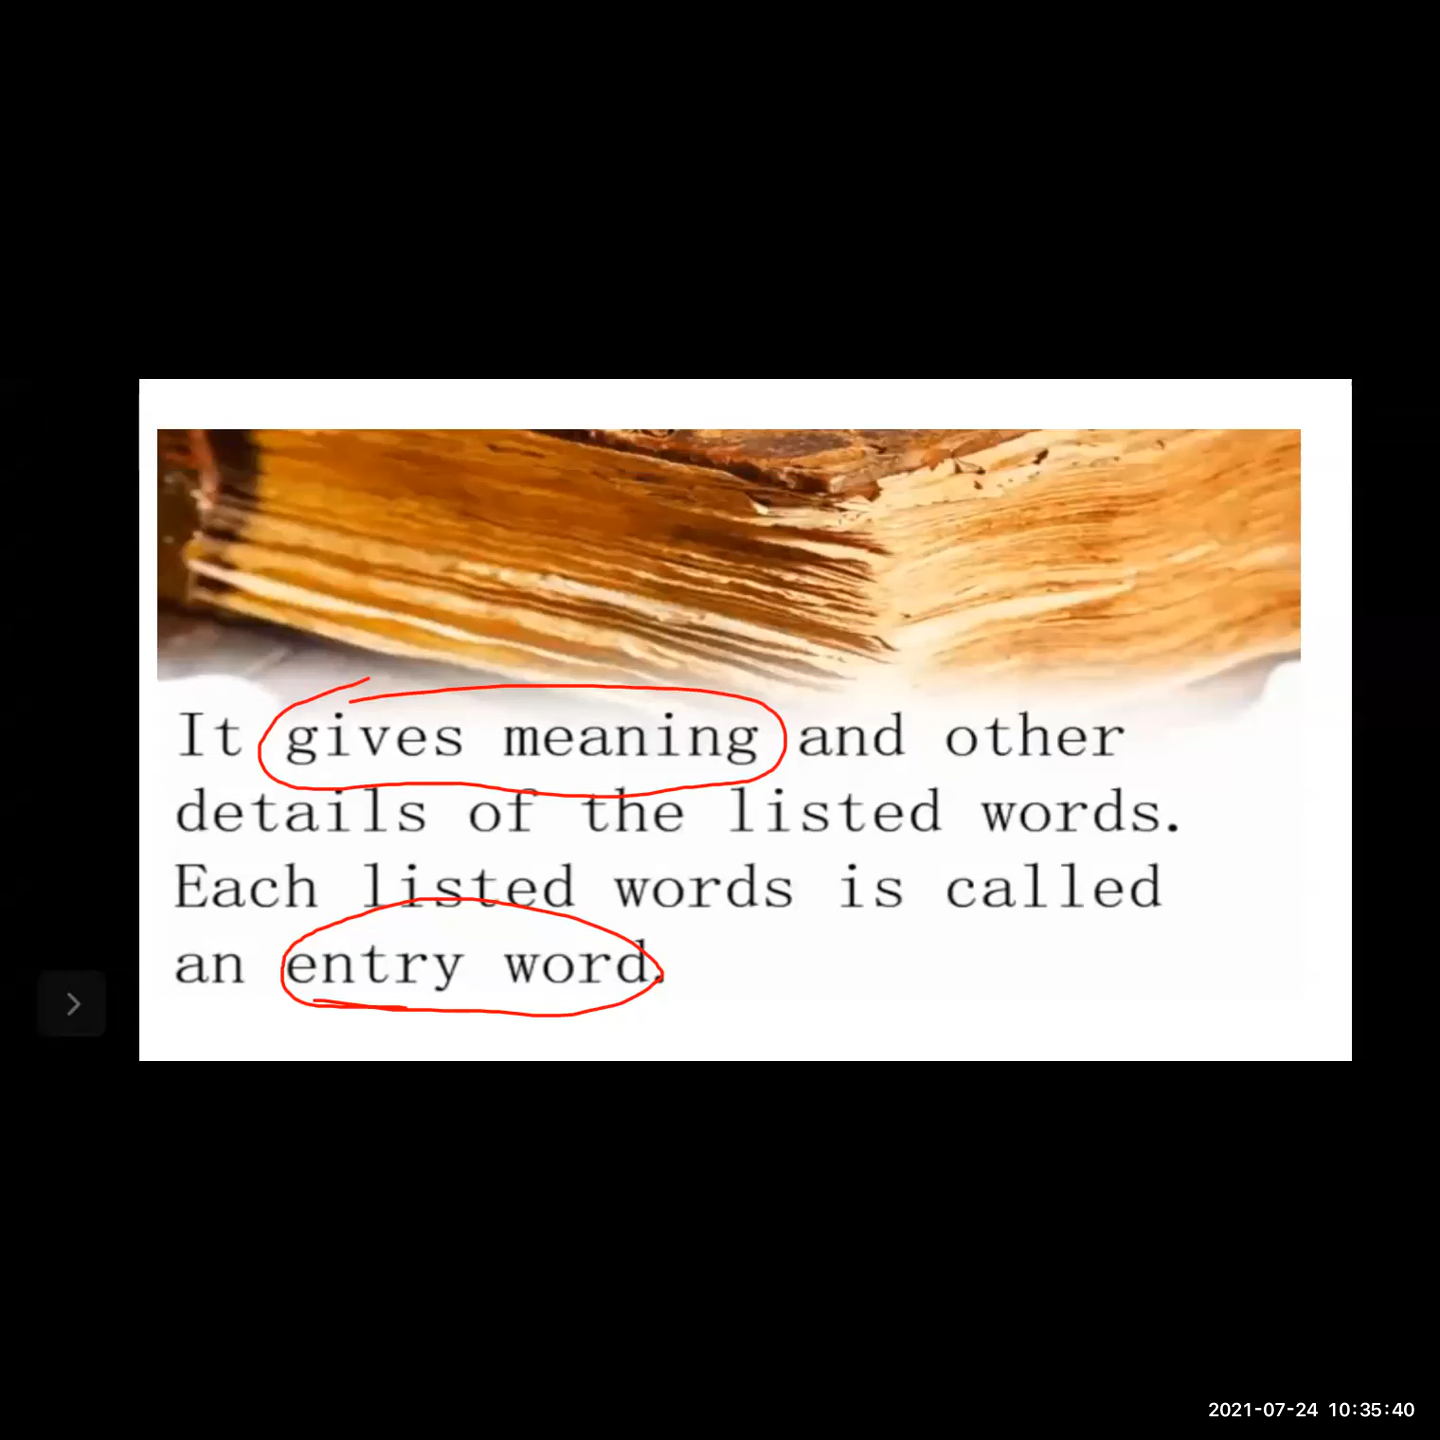 It gives meaning and other
details of the listed words.
Each listed words is called
an entry word.
2021-07-24 10:35:40